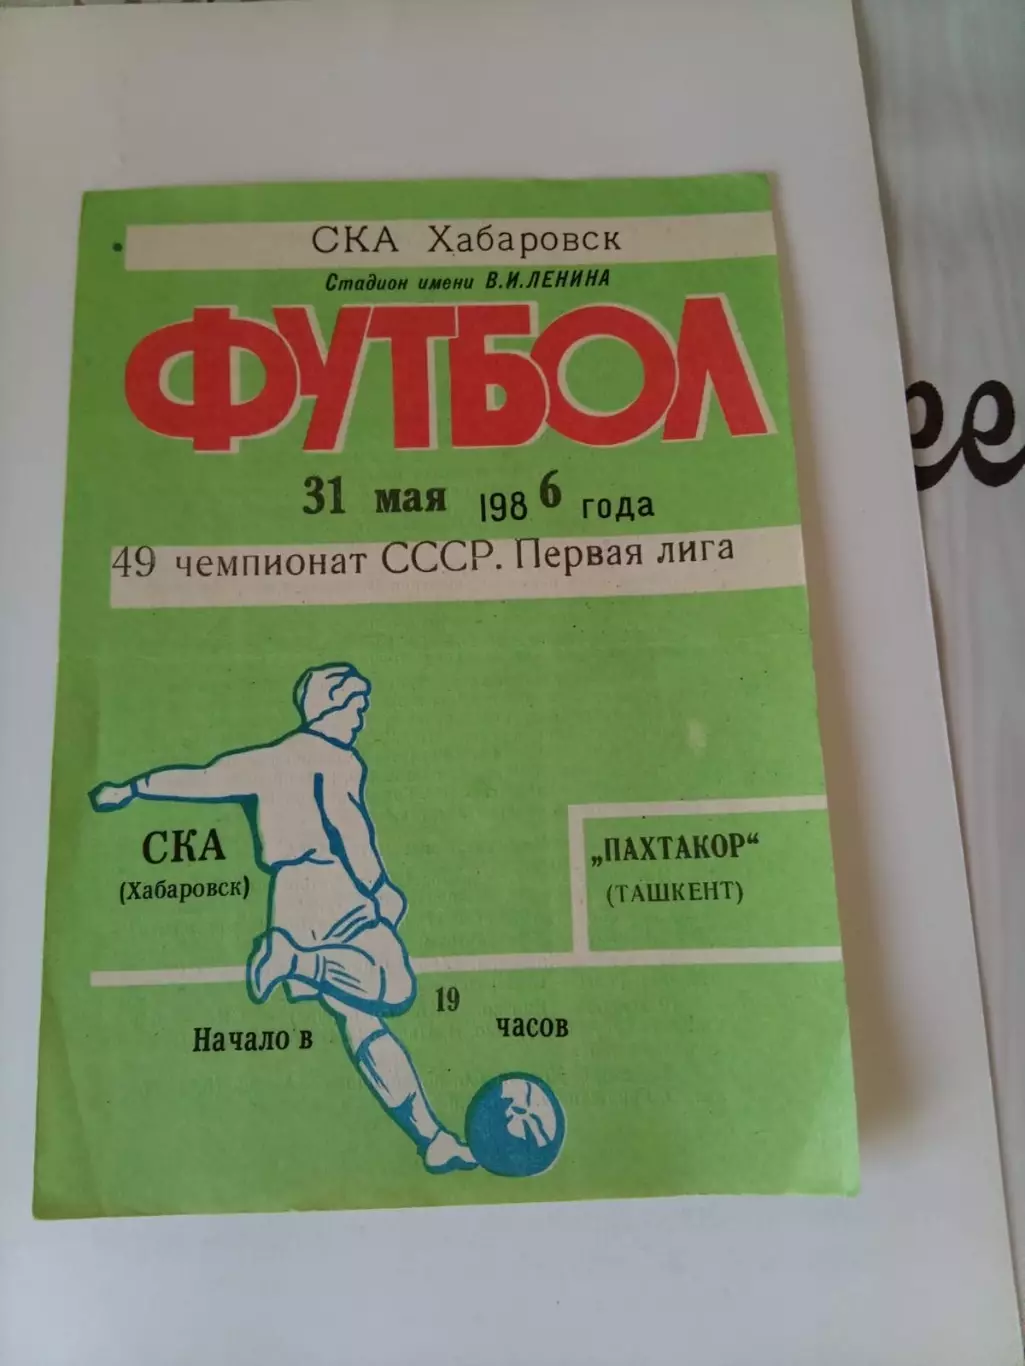 СКА Хабаровск
Стадион имени В.И.ЛЕНИНА
ФУТБОЛ
31 мая 1986 года
49 чемпионат СССР. Первая лига
СКА
(Хабаровск)
„ПАХТАКОР“
(ТАШКЕНТ)
Начало в 19 часов
ее